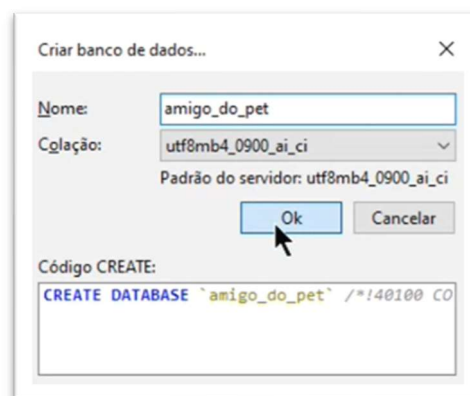 Criar banco de dados...
Nome: amigo_do_pet
Colação: utf8mb4_0900_ai_ci
Padrão do servidor: utf8mb4_0900_ai_ci
Ok Cancelar
Código CREATE:
CREATE DATABASE `amigo_do_pet` /*!40100 CO